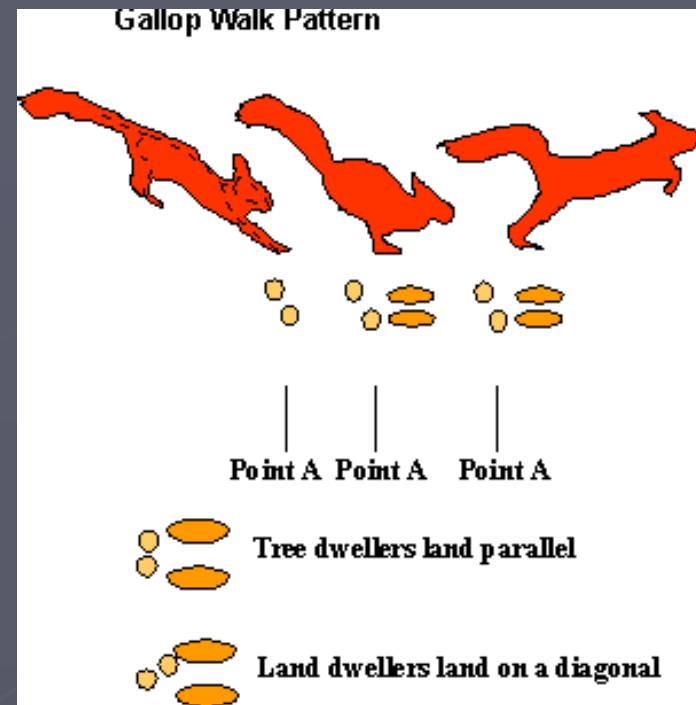 Gallop Walk Pattern
Point A Point A Point A
Tree dwellers land parallel
Land dwellers land on a diagonal